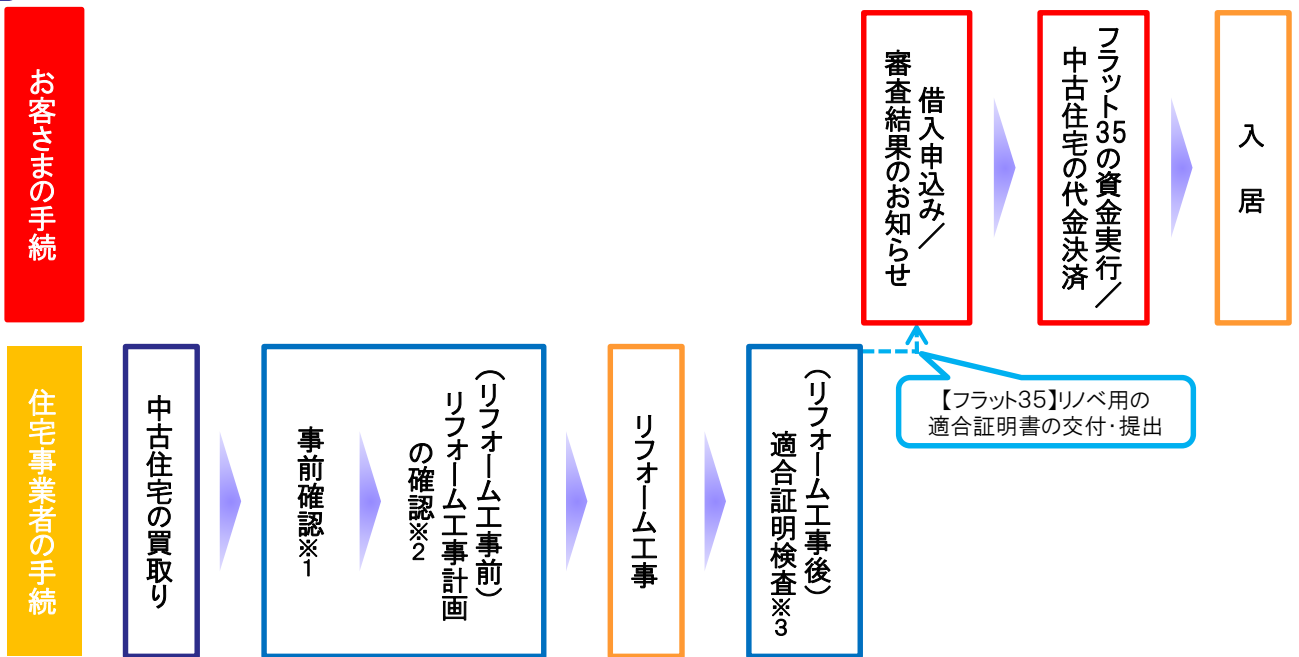 お客さまの手続
借入申込み／
審査結果のお知らせ
フラット35の資金実行／
中古住宅の代金決済
入居
住宅事業者の手続
中古住宅の買取り
事前確認※1
（リフォーム工事前）
リフォーム工事計画
の確認※2
リフォーム工事
（リフォーム工事後）
適合証明検査※3
【フラット35】リノベ用の
適合証明書の交付・提出